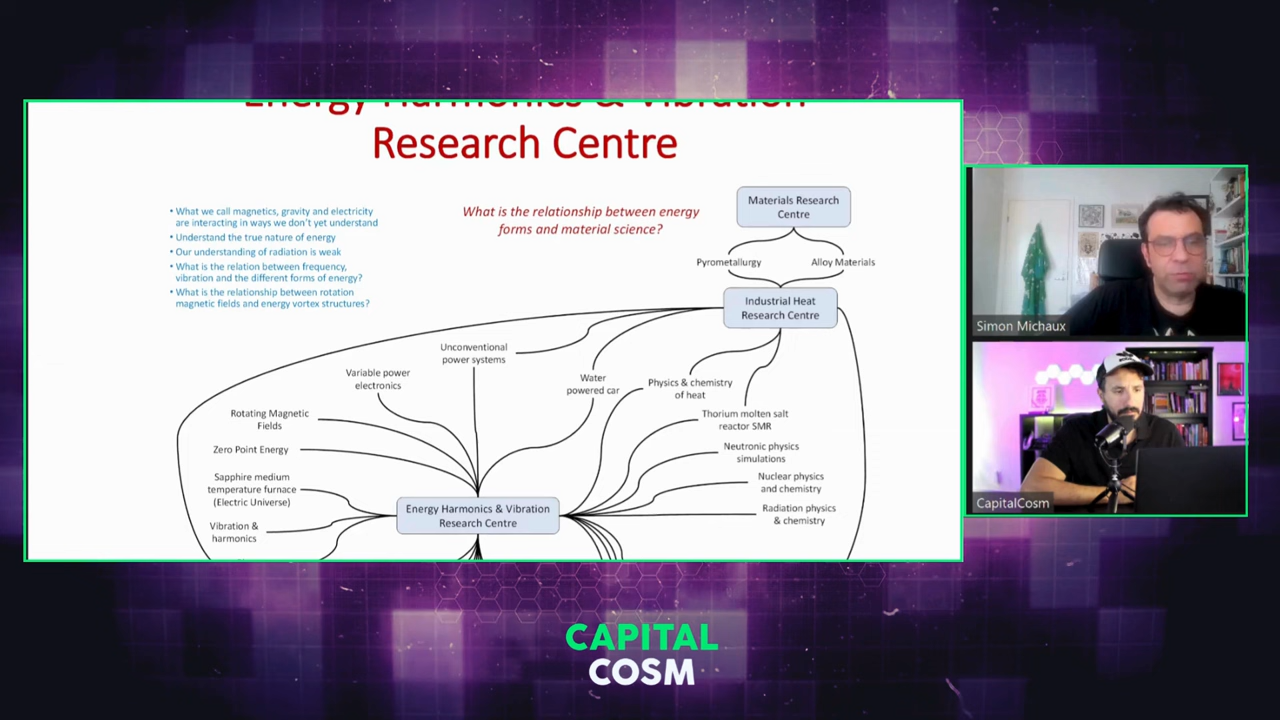 Energy Harmonics & Vibration
Research Centre
• What we call magnetics, gravity and electricity
are interacting in ways we don't yet understand
• Understand the true nature of energy
• Our understanding of radiation is weak
• What is the relation between frequency,
vibration and the different forms of energy?
• What is the relationship between rotation
magnetic fields and energy vortex structures?
What is the relationship between energy
forms and material science?
Materials Research
Centre
Pyrometallurgy
Alloy Materials
Industrial Heat
Research Centre
Unconventional
power systems
Variable power
electronics
Water
powered car
Physics & chemistry
of heat
Rotating Magnetic
Fields
Thorium molten salt
reactor SMR
Zero Point Energy
Neutronic physics
simulations
Sapphire medium
temperature furnace
(Electric Universe)
Nuclear physics
and chemistry
Energy Harmonics & Vibration
Research Centre
Radiation physics
& chemistry
Vibration &
harmonics
Simon Michaux
CapitalCosm
CAPITAL
COSM